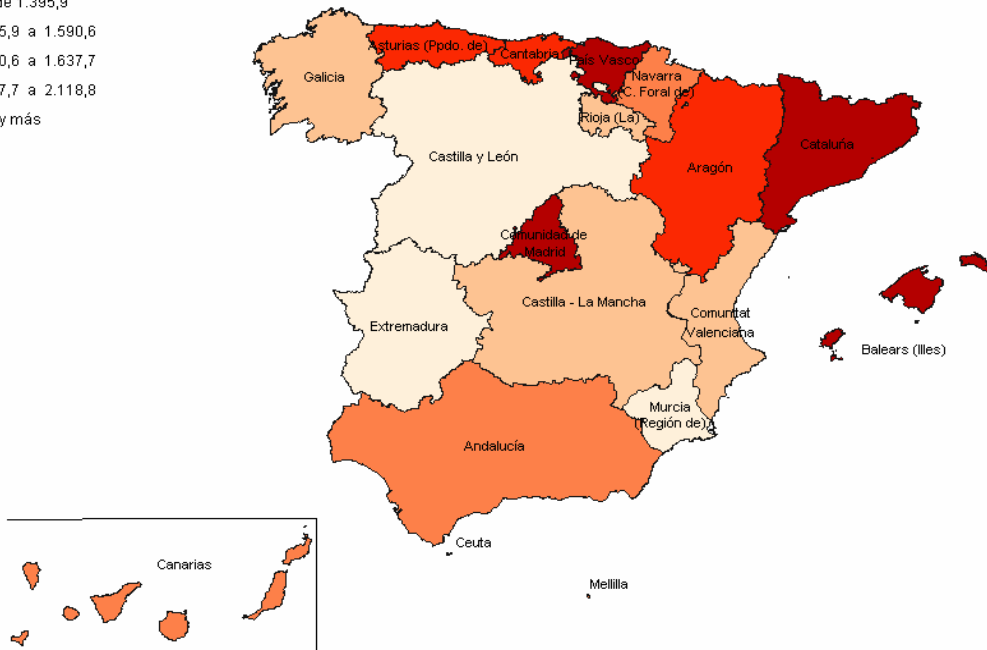 de 1.395,9
5,9 a 1.590,6
0,6 a 1.637,7
7,7 a 2.118,8
y más
Asturias (Ppdo. de)
Cantabria
País Vasco
Galicia
Navarra
(C. Foral de)
Rioja (La)
Cataluña
Castilla y León
Aragón
Comunidad de
Madrid
Castilla - La Mancha
Comunitat
Valenciana
Extremadura
Balears (Illes)
Murcia
(Región de)
Andalucía
Ceuta
Canarias
Mellilla